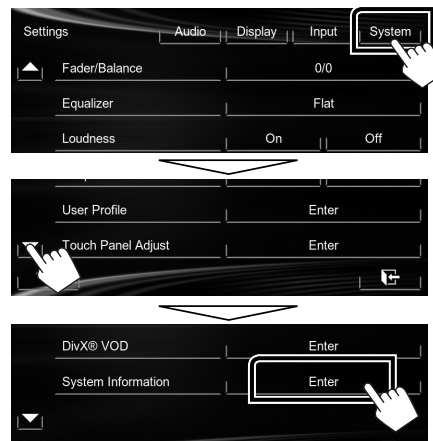 Settings Audio Display Input System
Fader/Balance 0/0
Equalizer Flat
Loudness On Off
User Profile Enter
Touch Panel Adjust Enter
DivX® VOD Enter
System Information Enter